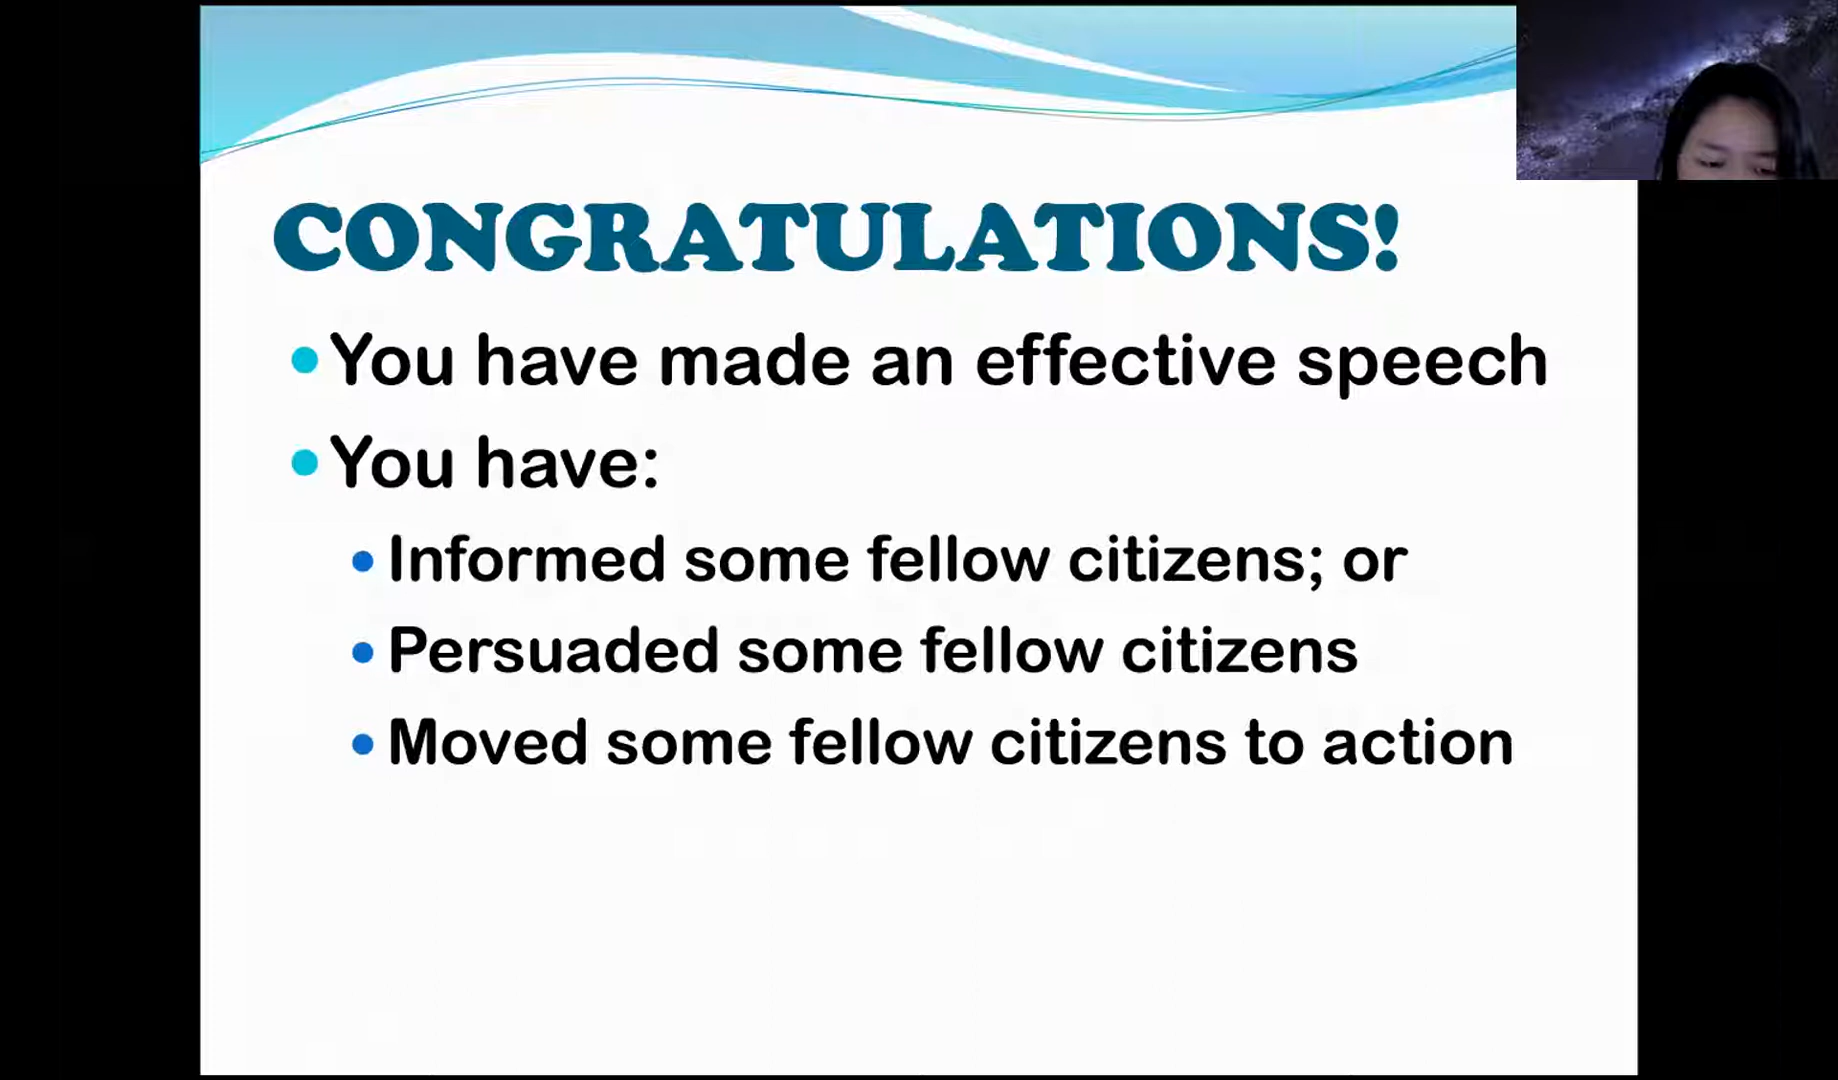 CONGRATULATIONS!
You have made an effective speech
You have:
Informed some fellow citizens; or
Persuaded some fellow citizens
Moved some fellow citizens to action